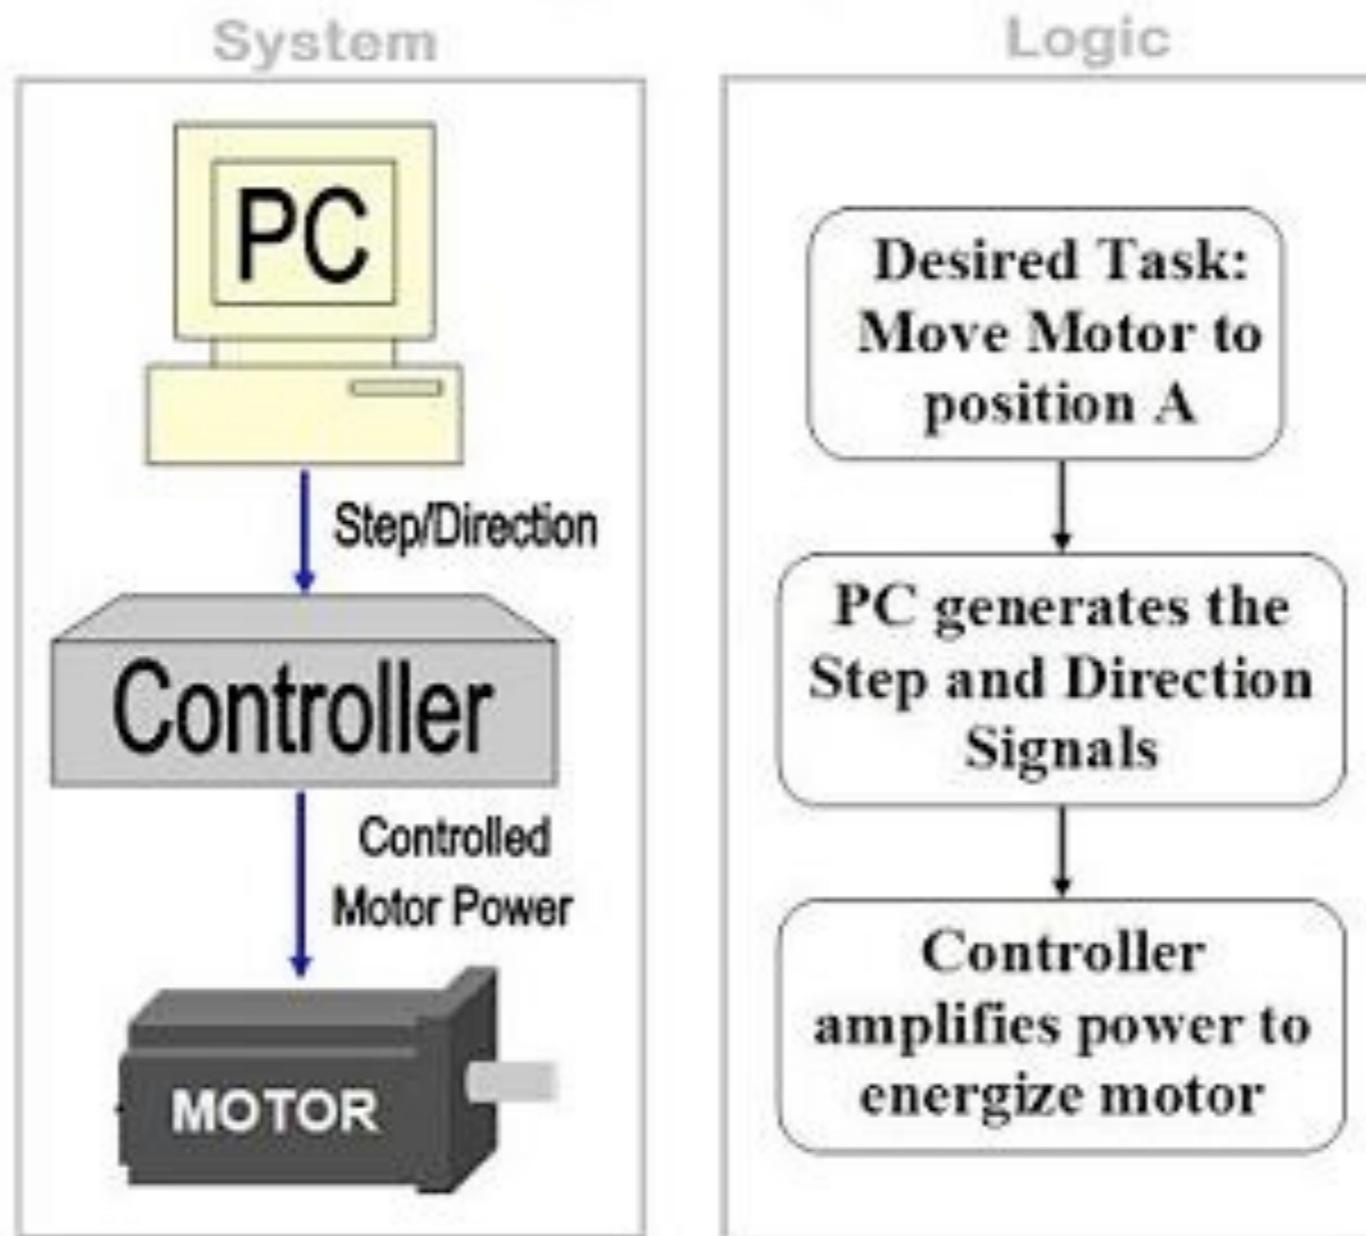 System
PC
Step/Direction
Controller
Controlled
Motor Power
MOTOR
Logic
Desired Task:
Move Motor to
position A
PC generates the
Step and Direction
Signals
Controller
amplifies power to
energize motor